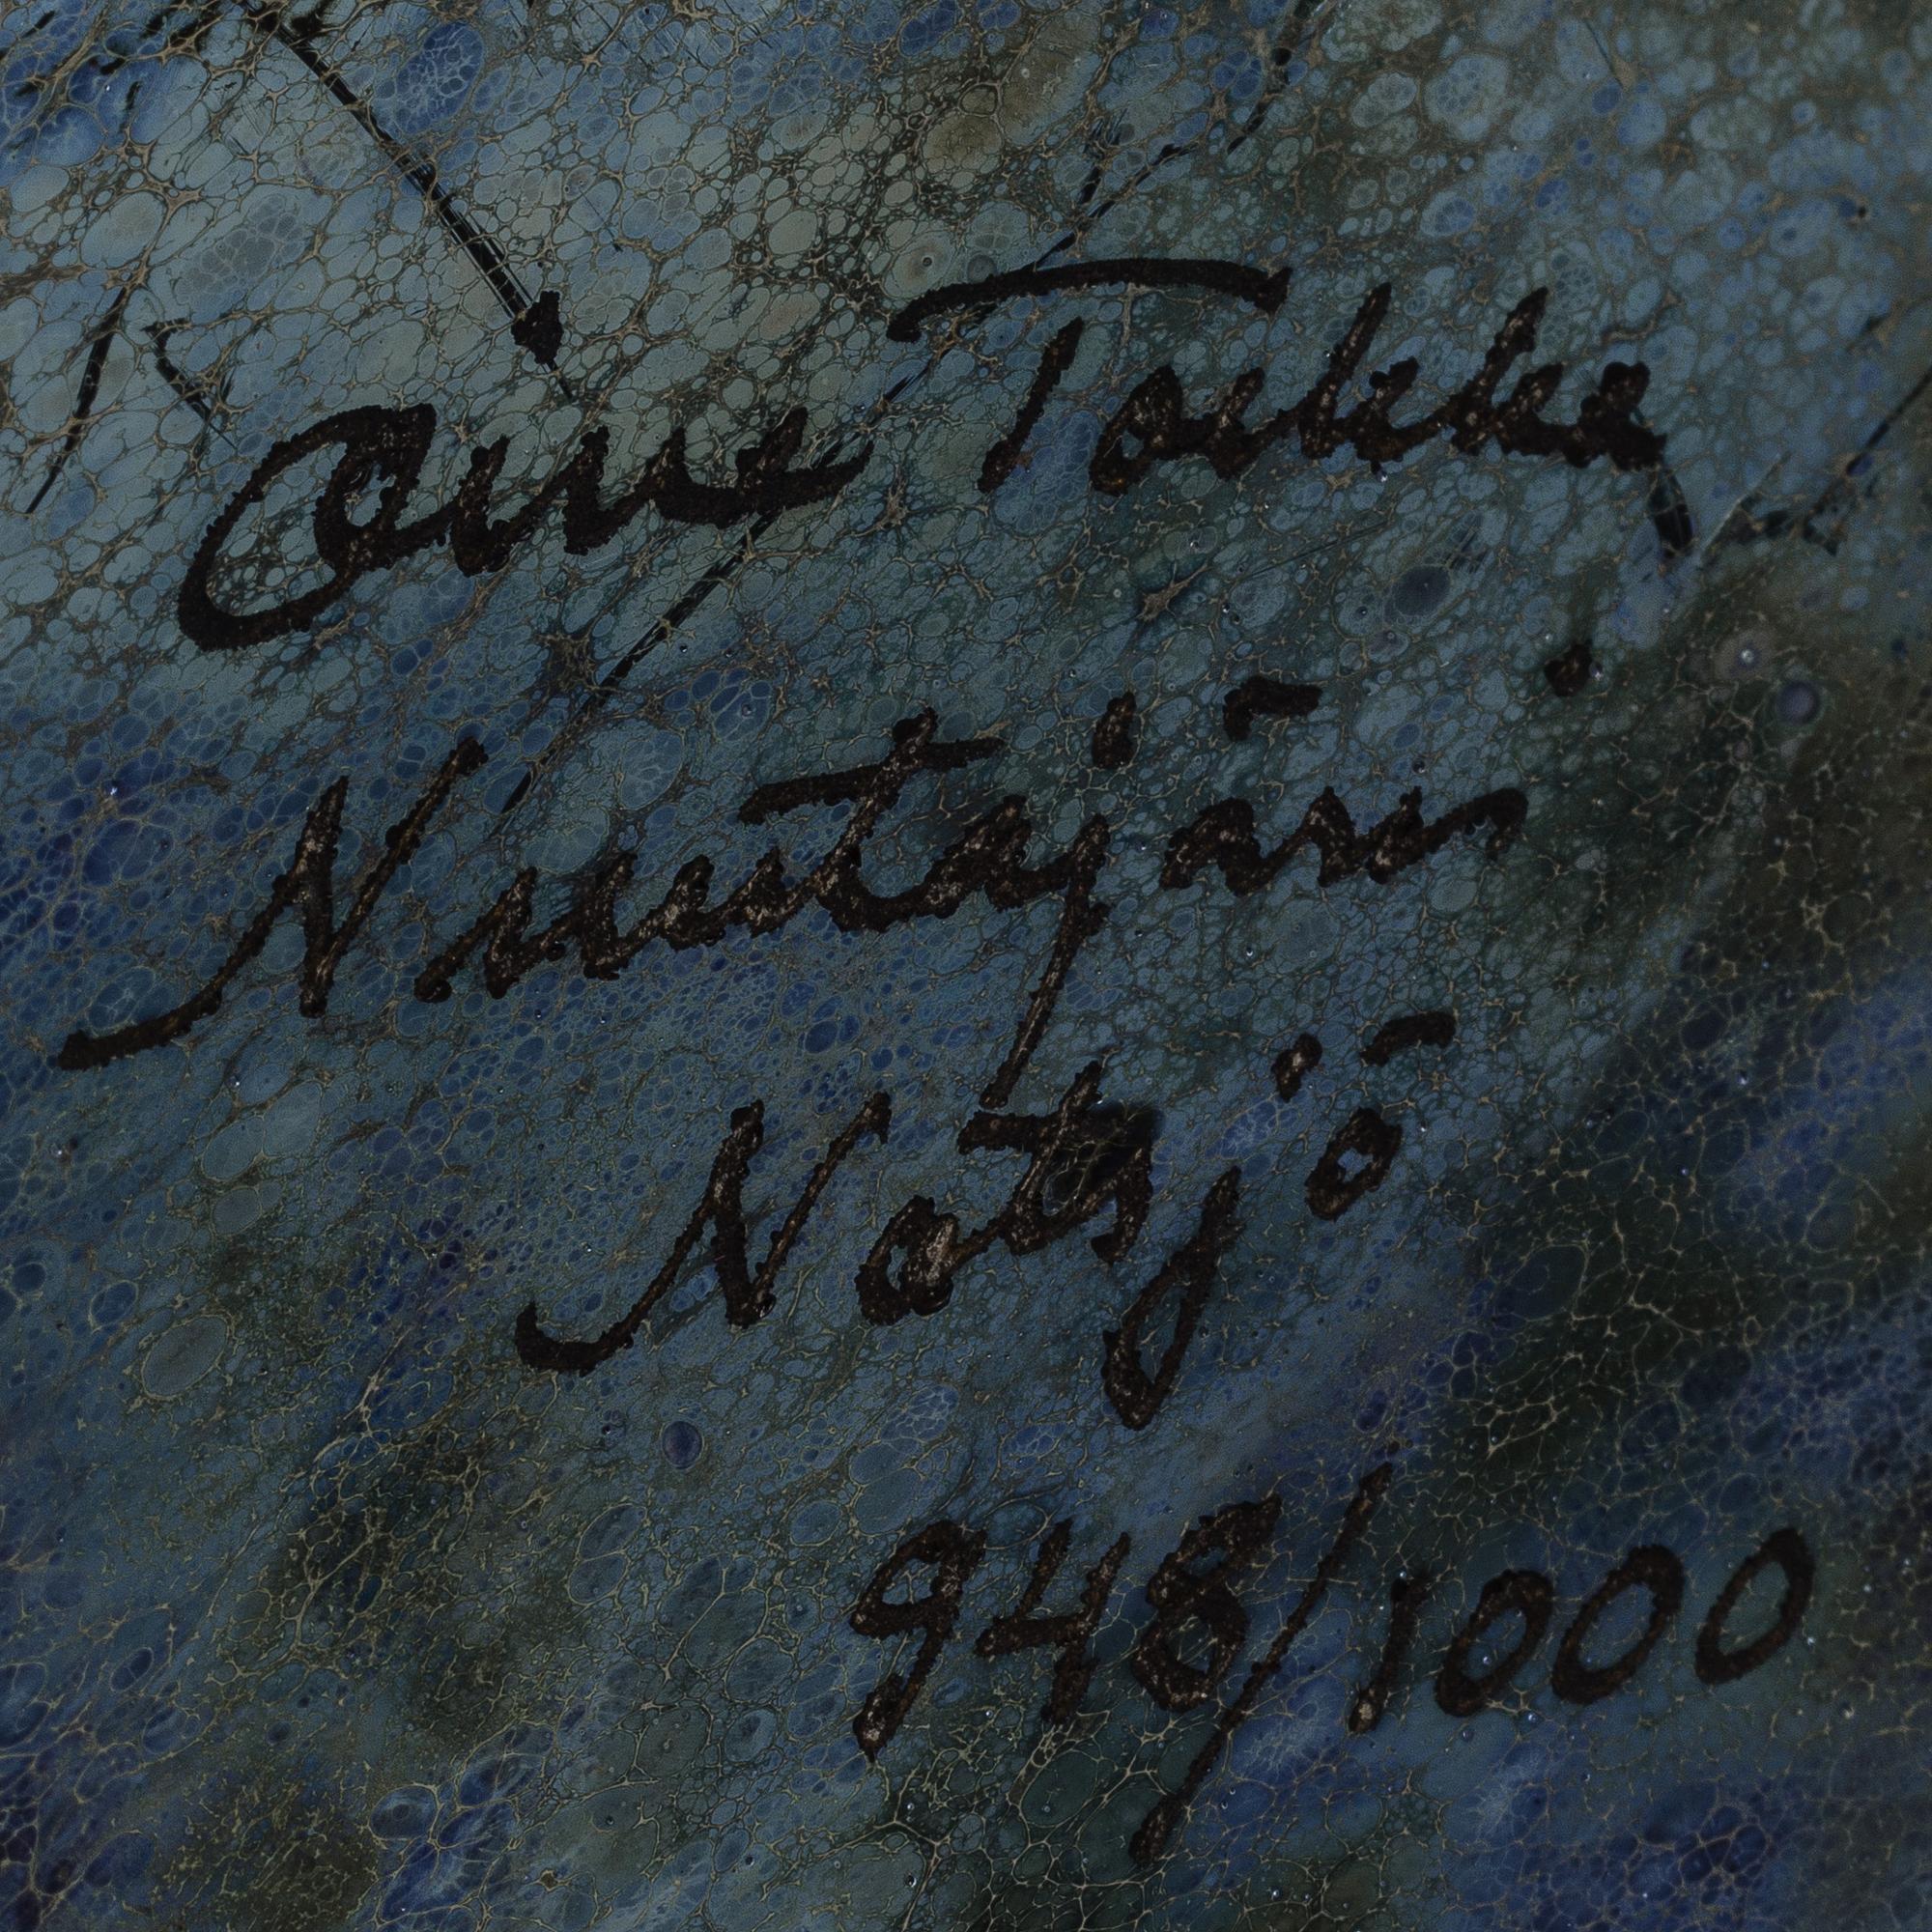 Oiva Toikka
Nuutajärvi
Notsjö
948/1000